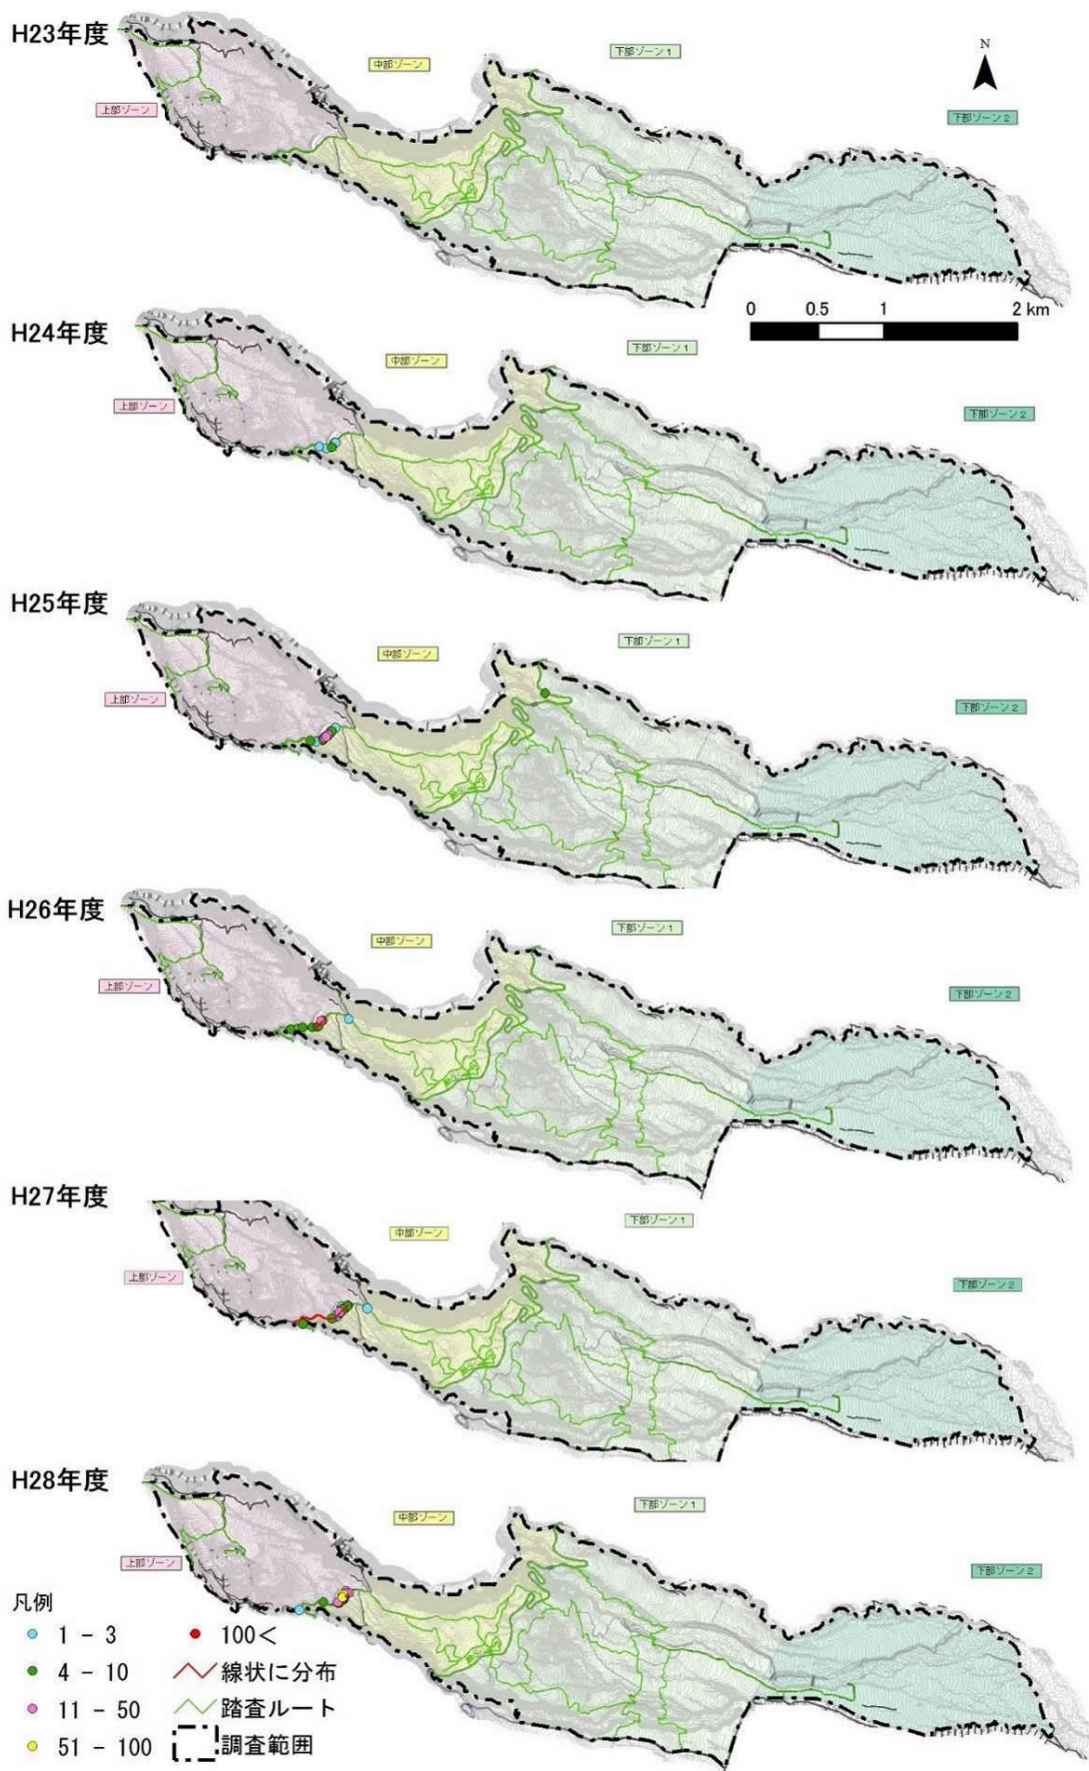 H23年度
中部ゾーン
下部ゾーン1
N
上部ゾーン
下部ゾーン2
0 0.5 1 2 km
H24年度
中部ゾーン
下部ゾーン1
上部ゾーン
下部ゾーン2
H25年度
中部ゾーン
下部ゾーン1
上部ゾーン
下部ゾーン2
H26年度
中部ゾーン
下部ゾーン1
上部ゾーン
下部ゾーン2
H27年度
中部ゾーン
下部ゾーン1
上部ゾーン
下部ゾーン2
H28年度
中部ゾーン
下部ゾーン1
上部ゾーン
下部ゾーン2
凡例
1 - 3
100<
4 - 10
線状に分布
11 - 50
踏査ルート
51 - 100
調査範囲